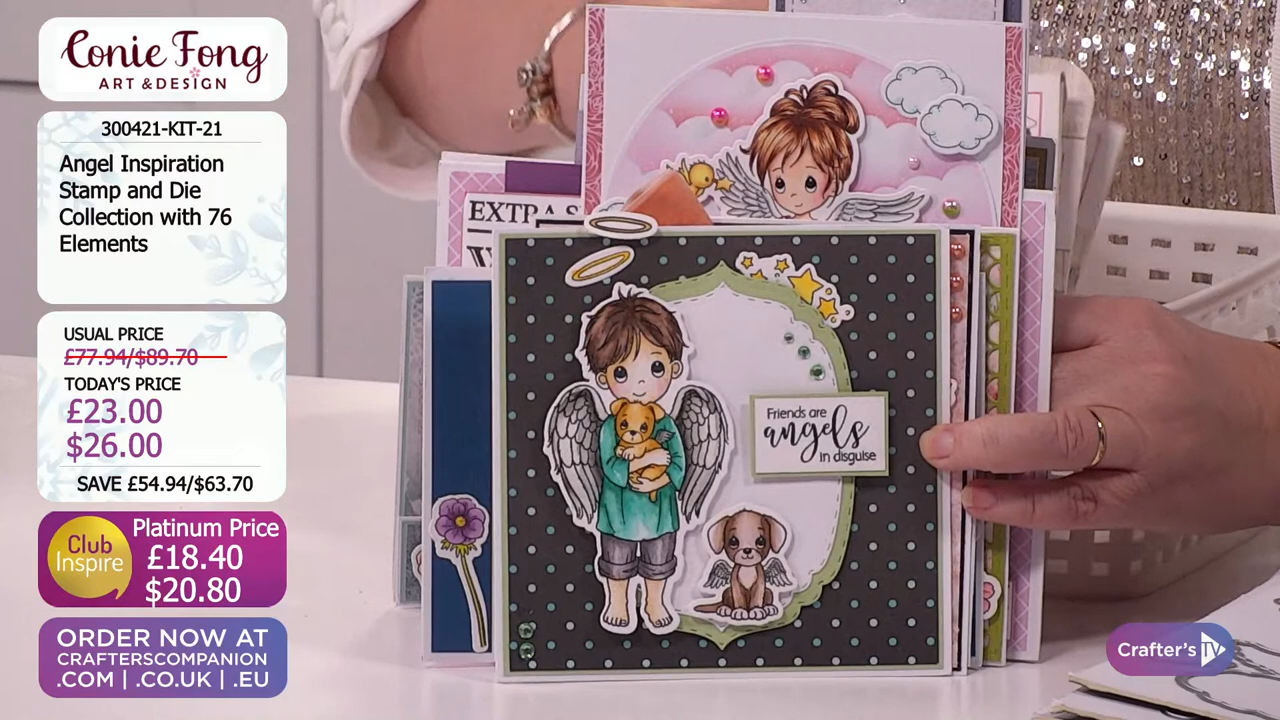 Conie Fong
ART & DESIGN
300421-KIT-21
Angel Inspiration
Stamp and Die
Collection with 76
Elements
USUAL PRICE
£77.94/$89.70
TODAY'S PRICE
£23.00
$26.00
SAVE £54.94/$63.70
Club
Inspire
Platinum Price
£18.40
$20.80
ORDER NOW AT
CRAFTERSCOMPANION
.COM | .CO.UK | .EU
EXTRA
Friends are
angels
in disguise
Crafter's TV